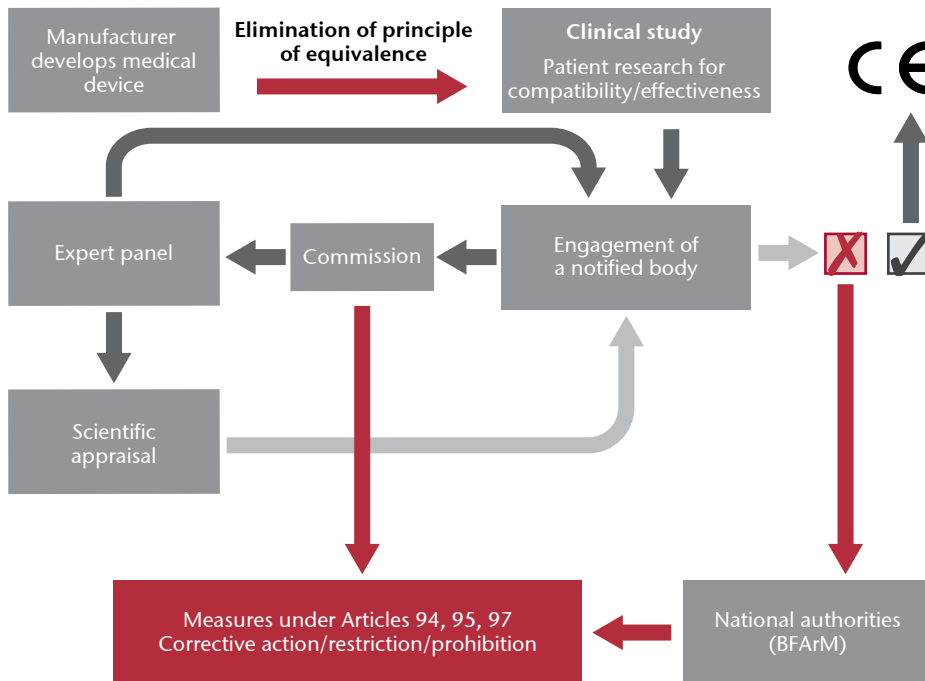 Manufacturer
develops medical
device
Elimination of principle
of equivalence
Clinical study
Patient research for
compatibility/effectiveness
CE
Expert panel
Commission
Engagement of
a notified body
Scientific
appraisal
Measures under Articles 94, 95, 97
Corrective action/restriction/prohibition
National authorities
(BFArM)